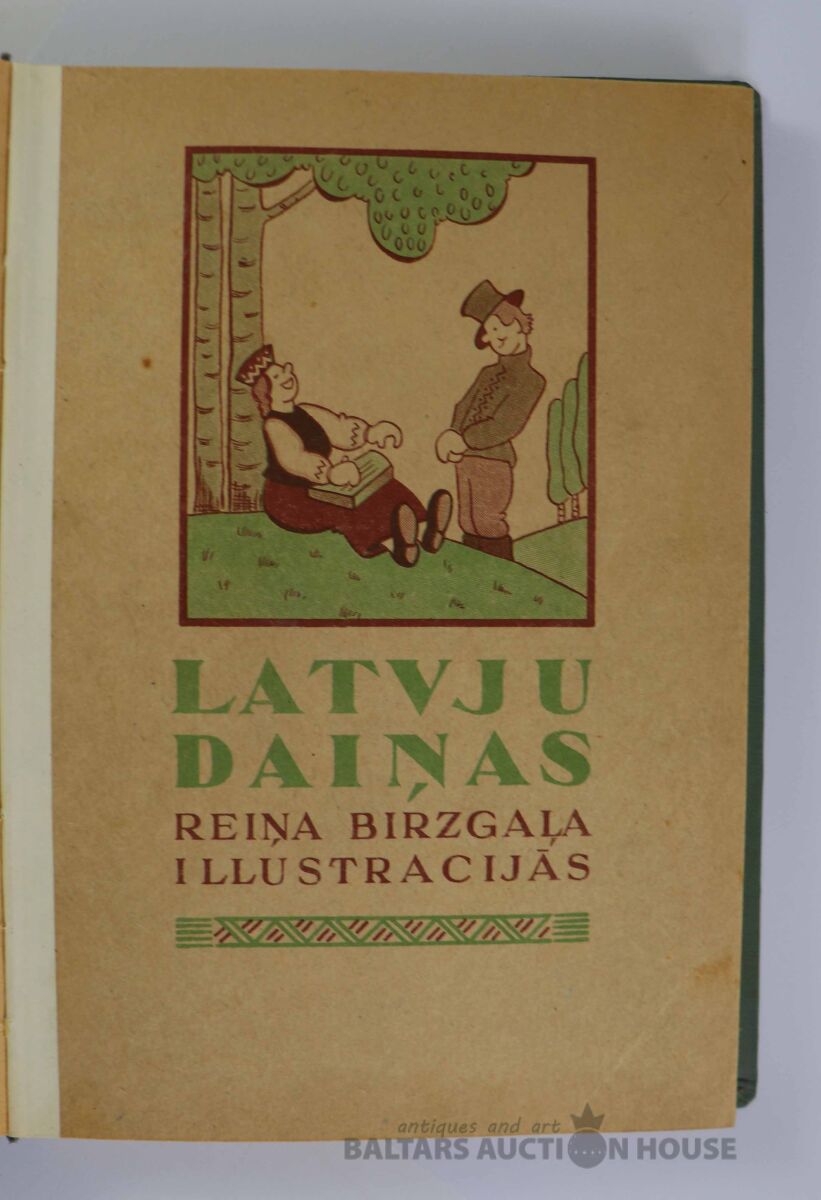 LATVJU
DAIŅAS
REIŅA BIRZGAĻA
ILLUSTRACIJĀS
antiques and art
BALTARS AUCTION HOUSE